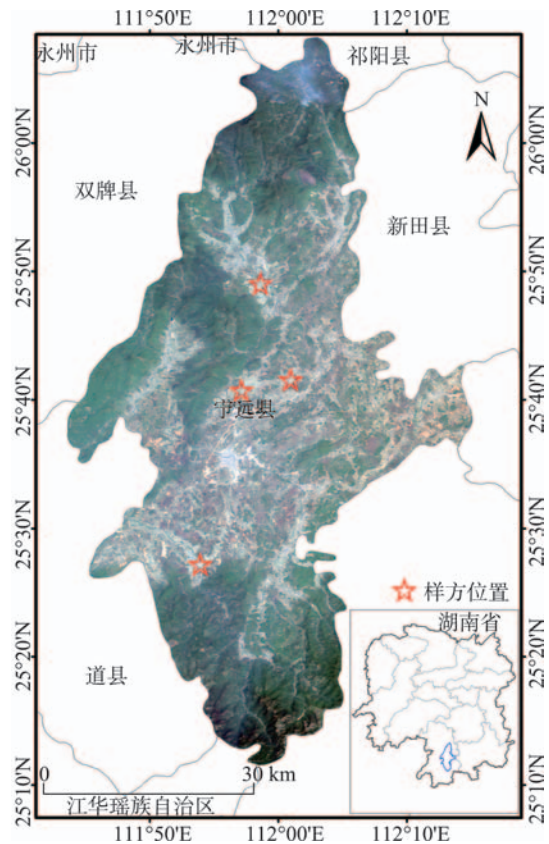 111°50'E 112°00'E 112°10'E
永州市 永州市 祁阳县
N
26°00'N 26°00'N
双牌县
新田县
25°50'N 25°50'N
25°40'N 25°40'N
宁远县
25°30'N 25°30'N
样方位置
湖南省
25°20'N 25°20'N
道县
0 30 km
25°10'N 25°10'N
江华瑶族自治区
111°50'E 112°00'E 112°10'E